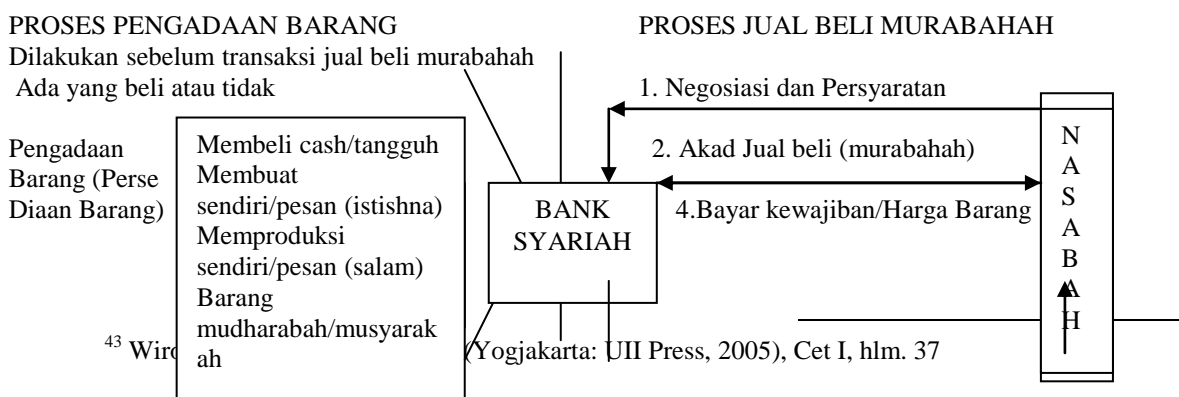 PROSES PENGADAAN BARANG
PROSES JUAL BELI MURABAHAH
Dilakukan sebelum transaksi jual beli murabahah
Ada yang beli atau tidak
1. Negosiasi dan Persyaratan
Pengadaan
Barang (Perse
Diaan Barang)
Membeli cash/tangguh
Membuat
sendiri/pesan (istishna)
Memproduksi
sendiri/pesan (salam)
Barang
mudharabah/musyarak
ah
2. Akad Jual beli (murabahah)
BANK
SYARIAH
4.Bayar kewajiban/Harga Barang
N
A
S
A
B
A
H
43 (Yogjakarta: UII Press, 2005), Cet I, hlm. 37